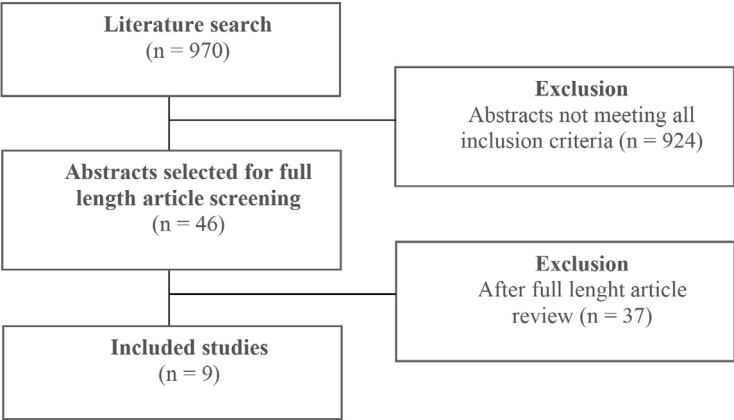 Literature search
(n = 970)
Exclusion
Abstracts not meeting all
inclusion criteria (n = 924)
Abstracts selected for full
length article screening
(n = 46)
Exclusion
After full lenght article
review (n = 37)
Included studies
(n = 9)